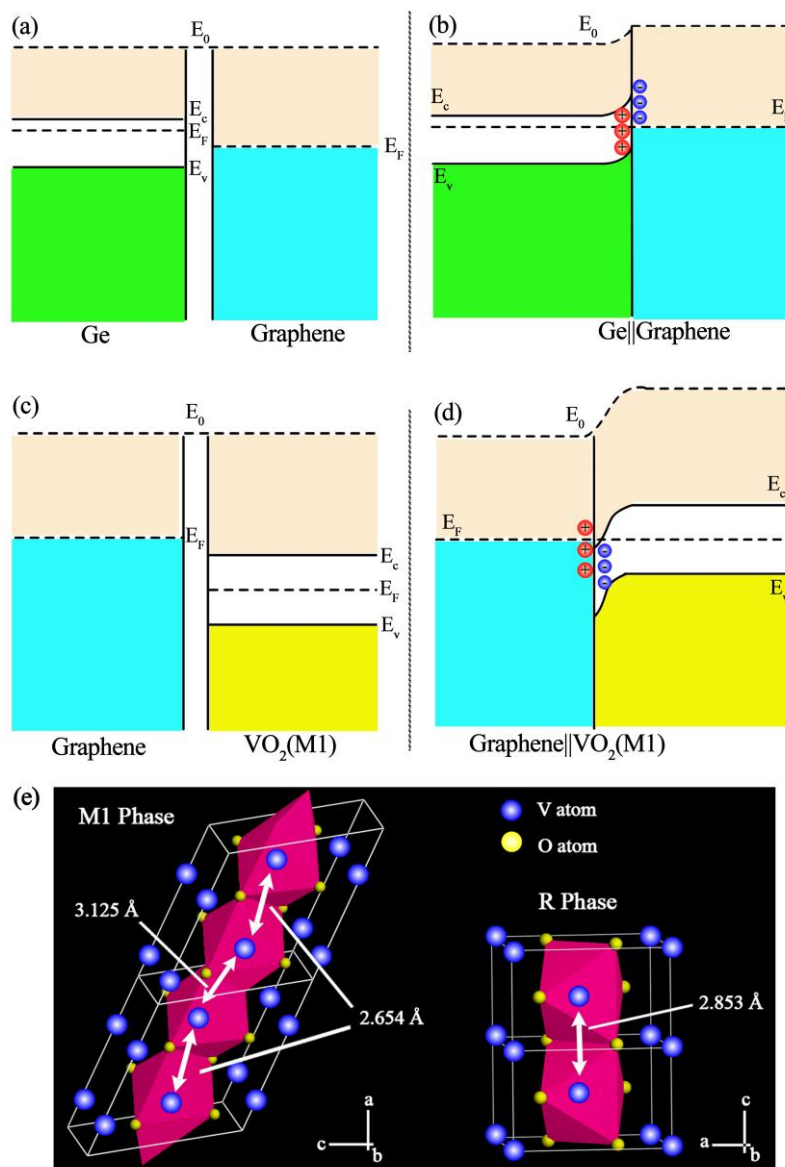 (a)
E0
Ec
EF
Ev
EF
Ge
Graphene
(b)
E0
Ec
E
Ev
Ge||Graphene
(c)
E0
EF
Ec
EF
Ev
Graphene
VO2(M1)
(d)
E0
EF
Ec
Ev
Graphene||VO2(M1)
(e)
M1 Phase
V atom
O atom
3.125 Å
R Phase
2.654 Å
2.853 Å
a
c
b
c
a
b